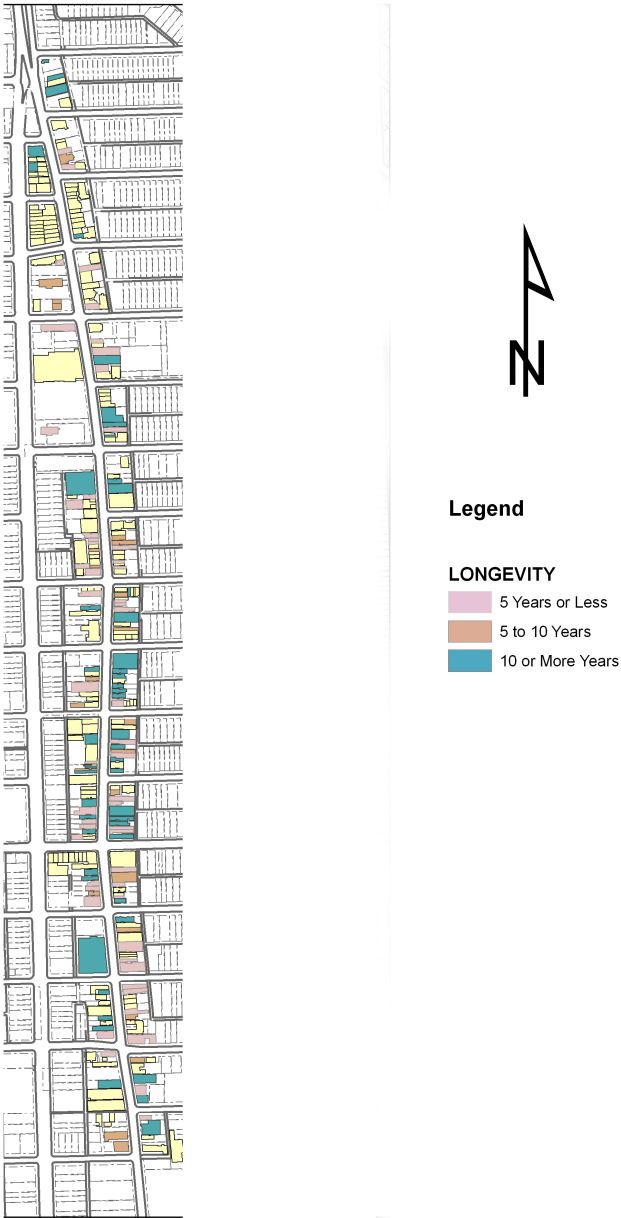 N
Legend
LONGEVITY
5 Years or Less
5 to 10 Years
10 or More Years